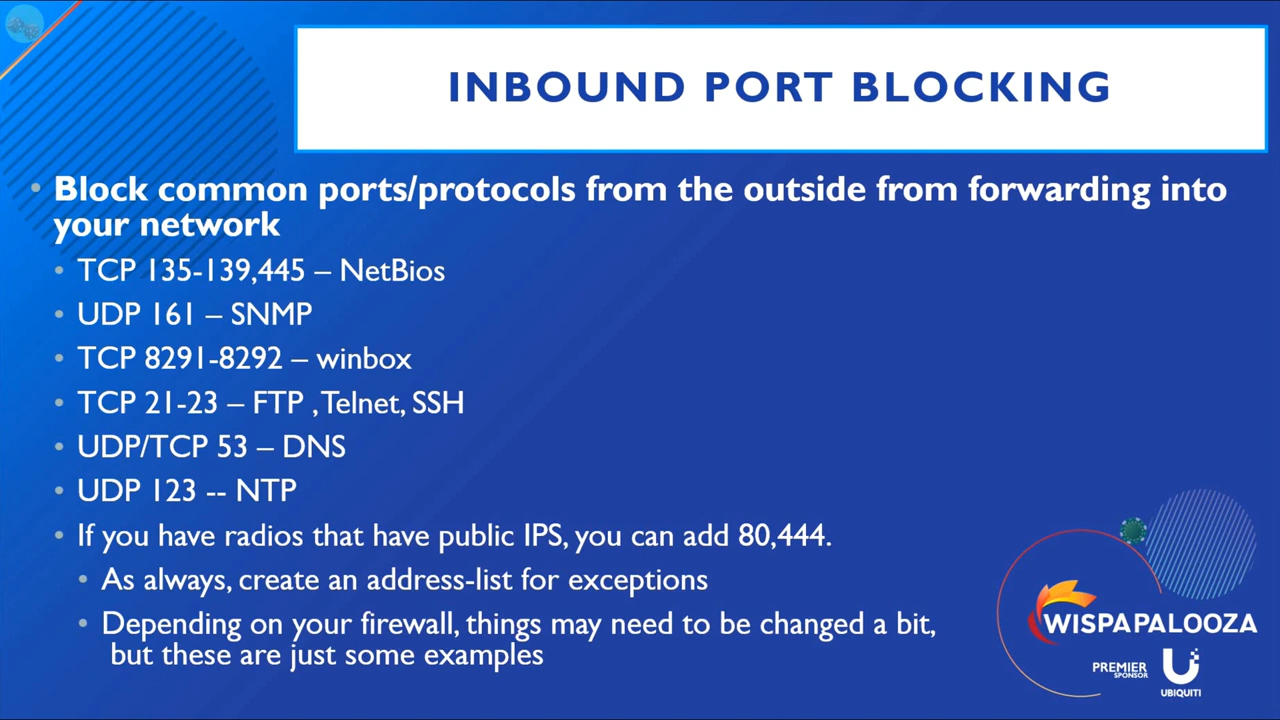 INBOUND PORT BLOCKING
• Block common ports/protocols from the outside from forwarding into
your network
• TCP 135-139,445 – NetBios
• UDP 161 – SNMP
• TCP 8291-8292 – winbox
• TCP 21-23 – FTP , Telnet, SSH
• UDP/TCP 53 – DNS
• UDP 123 -- NTP
• If you have radios that have public IPS, you can add 80,444.
• As always, create an address-list for exceptions
• Depending on your firewall, things may need to be changed a bit,
but these are just some examples
WISPAPALOOZA
PREMIER
SPONSOR
UBIQUITI